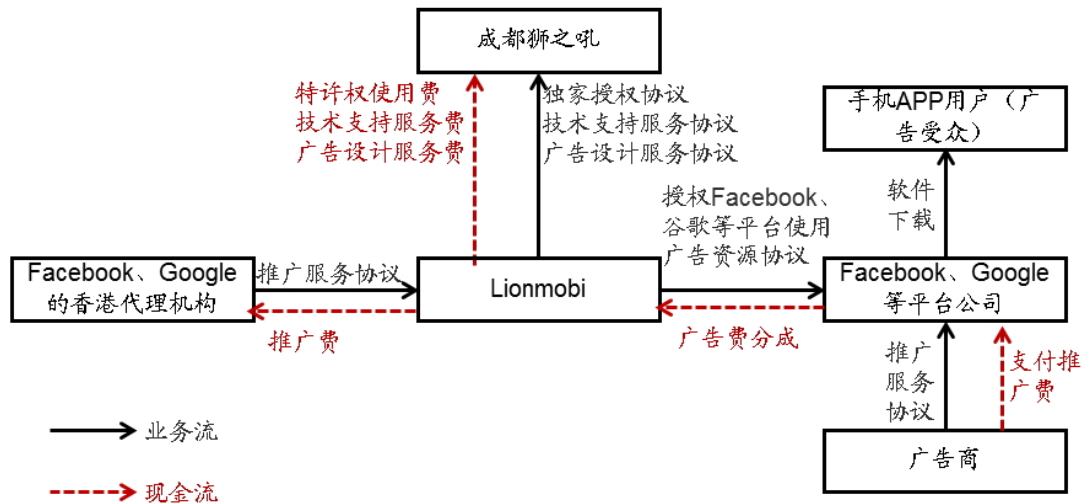 成都狮之吼
特许权使用费
技术支持服务费
广告设计服务费
独家授权协议
技术支持服务协议
广告设计服务协议
手机APP用户（广
告受众）
软件
下载
授权Facebook、
谷歌等平台使用
广告资源协议
Facebook、Google
的香港代理机构
推广服务协议
推广费
Lionmobi
广告费分成
Facebook、Google
等平台公司
推广
服务
协议
支付推
广费
广告商
业务流
现金流